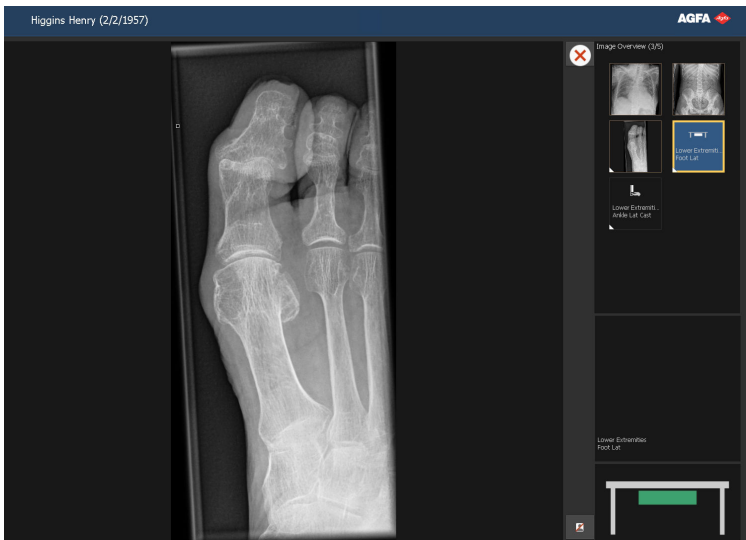 Higgins Henry (2/2/1957)
AGFA
Image Overview (3/5)
Lower Extremiti...
Foot Lat
Lower Extremiti...
Ankle Lat Cast
Lower Extremities
Foot Lat